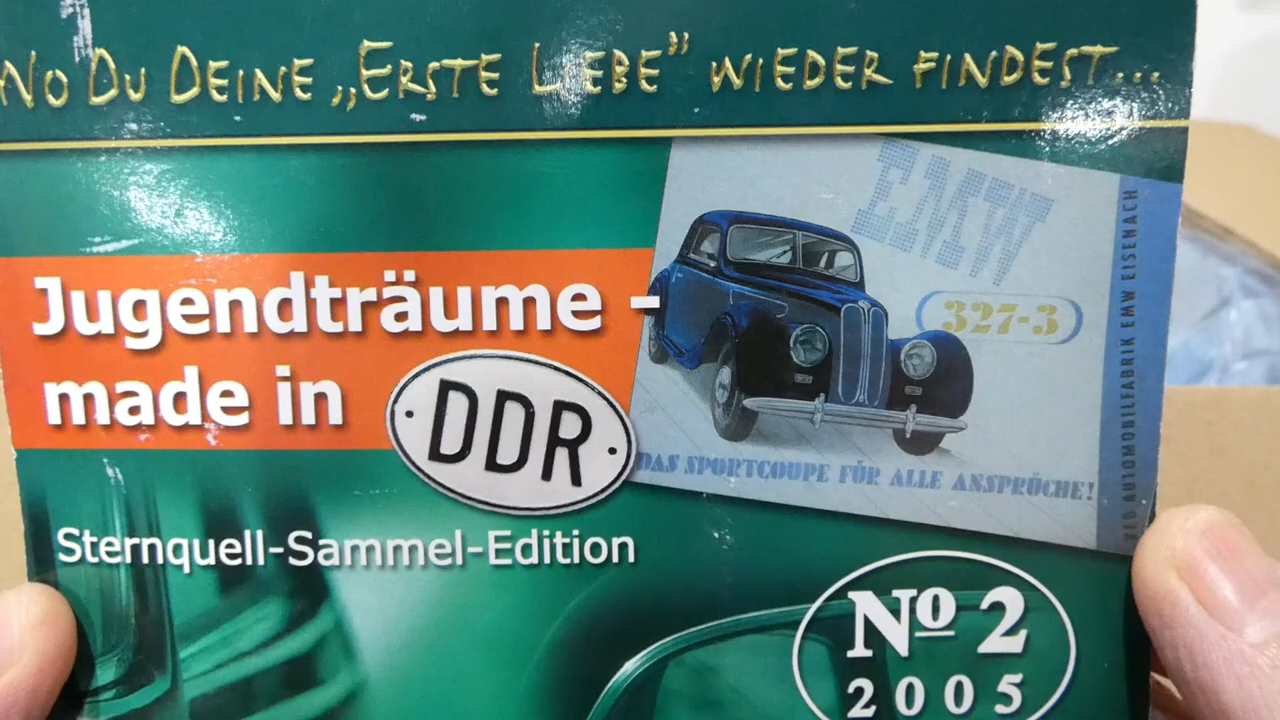 WO DU DEINE „ERSTE LIEBE” WIEDER FINDEST...
EMW
327-3
DAS SPORTCOUPE FÜR ALLE ANSPRÜCHE!
VEB AUTOMOBILFABRIK EMW EISENACH
Jugendträume -
made in
DDR
Sternquell-Sammel-Edition
Nº 2
2005